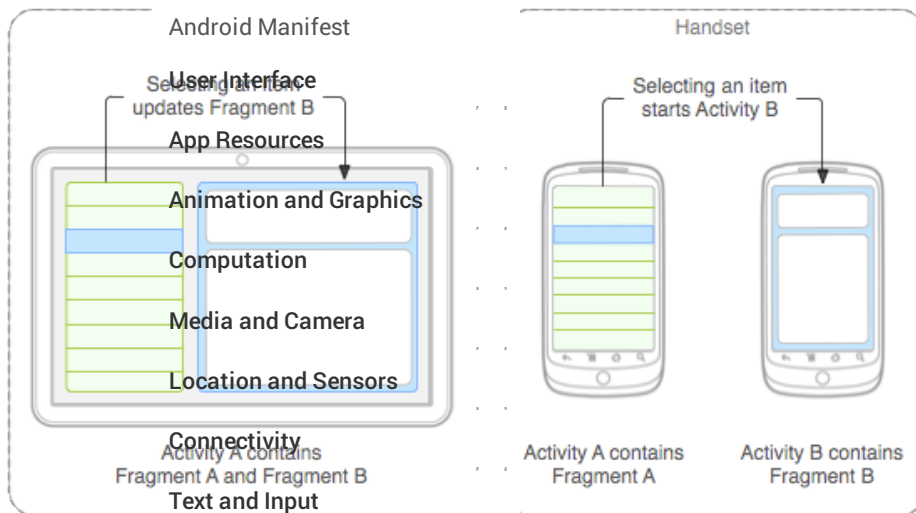 Android Manifest
User Interface
App Resources
Animation and Graphics
Computation
Media and Camera
Location and Sensors
Connectivity
Text and Input
Selecting an item
updates Fragment B
Activity A contains
Fragment A and Fragment B
Handset
Selecting an item
starts Activity B
Activity A contains
Fragment A
Activity B contains
Fragment B